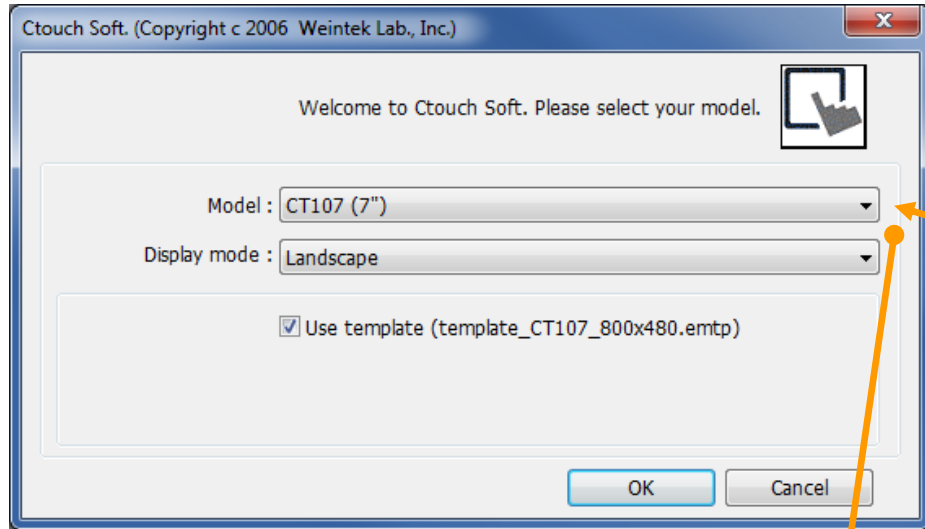 Ctouch Soft. (Copyright c 2006 Weintek Lab., Inc.)
Welcome to Ctouch Soft. Please select your model.
Model : CT107 (7")
Display mode : Landscape
Use template (template_CT107_800x480.emtp)
OK Cancel